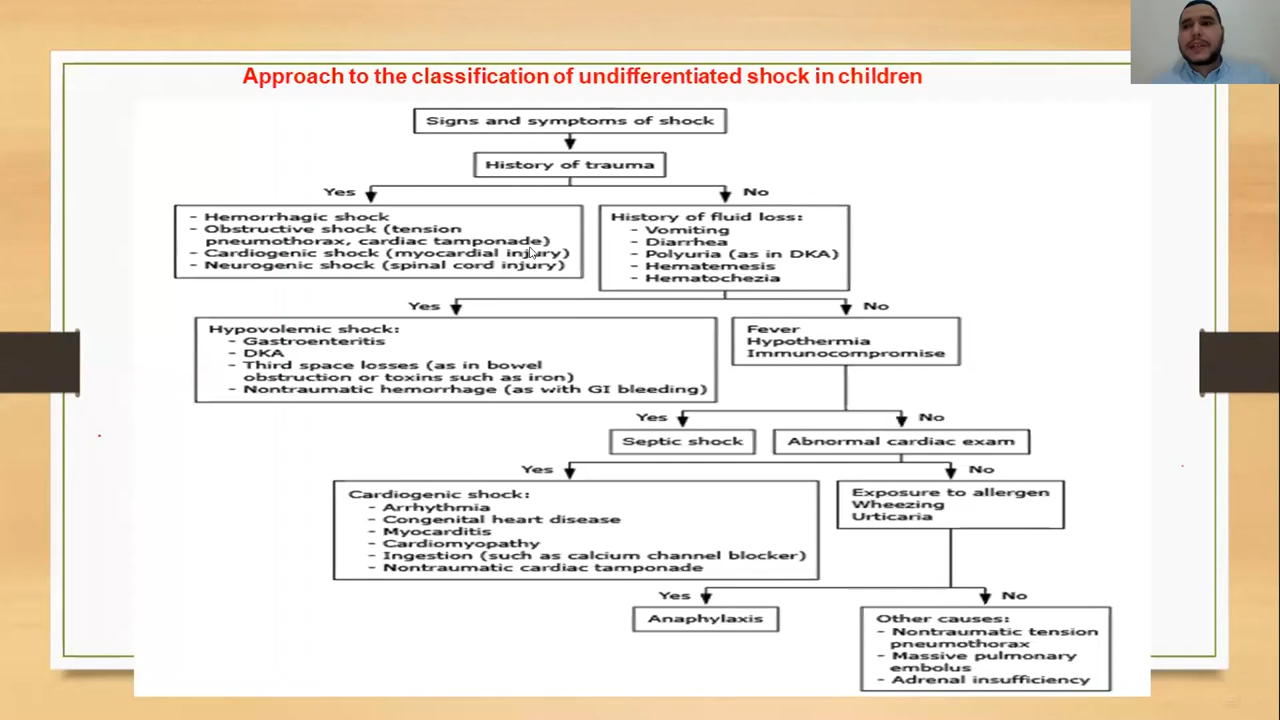 Approach to the classification of undifferentiated shock in children
Signs and symptoms of shock
History of trauma
Yes
No
- Hemorrhagic shock
- Obstructive shock (tension
pneumothorax, cardiac tamponade)
- Cardiogenic shock (myocardial injury)
- Neurogenic shock (spinal cord injury)
History of fluid loss:
- Vomiting
- Diarrhea
- Polyuria (as in DKA)
- Hematemesis
- Hematochezia
Yes
No
Hypovolemic shock:
- Gastroenteritis
- DKA
- Third space losses (as in bowel
obstruction or toxins such as iron)
- Nontraumatic hemorrhage (as with GI bleeding)
Fever
Hypothermia
Immunocompromise
Yes
No
Septic shock
Abnormal cardiac exam
Yes
No
Cardiogenic shock:
- Arrhythmia
- Congenital heart disease
- Myocarditis
- Cardiomyopathy
- Ingestion (such as calcium channel blocker)
- Nontraumatic cardiac tamponade
Exposure to allergen
Wheezing
Urticaria
Yes
No
Anaphylaxis
Other causes:
- Nontraumatic tension
pneumothorax
- Massive pulmonary
embolus
- Adrenal insufficiency